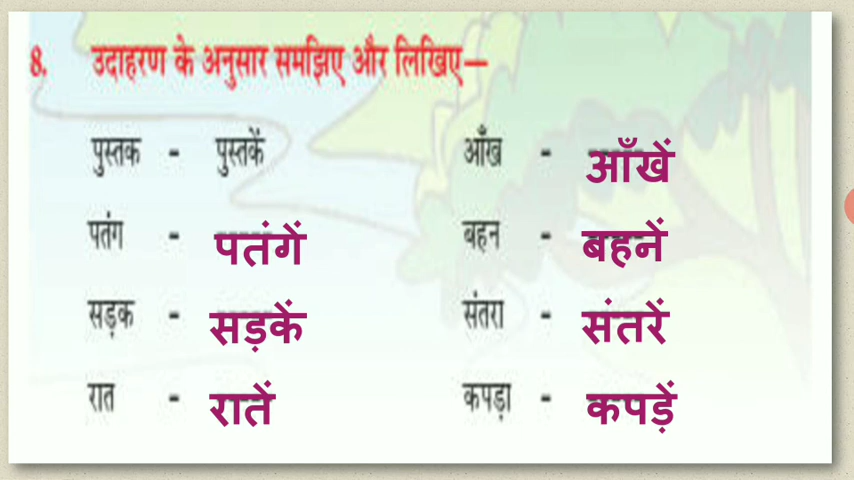 8. उदाहरण के अनुसार समझिए और लिखिए—
पुस्तक - पुस्तकें आँख - आँखें
पतंग - पतंगें बहन - बहनें
सड़क - सड़कें संतरा - संतरें
रात - रातें कपड़ा - कपड़ें